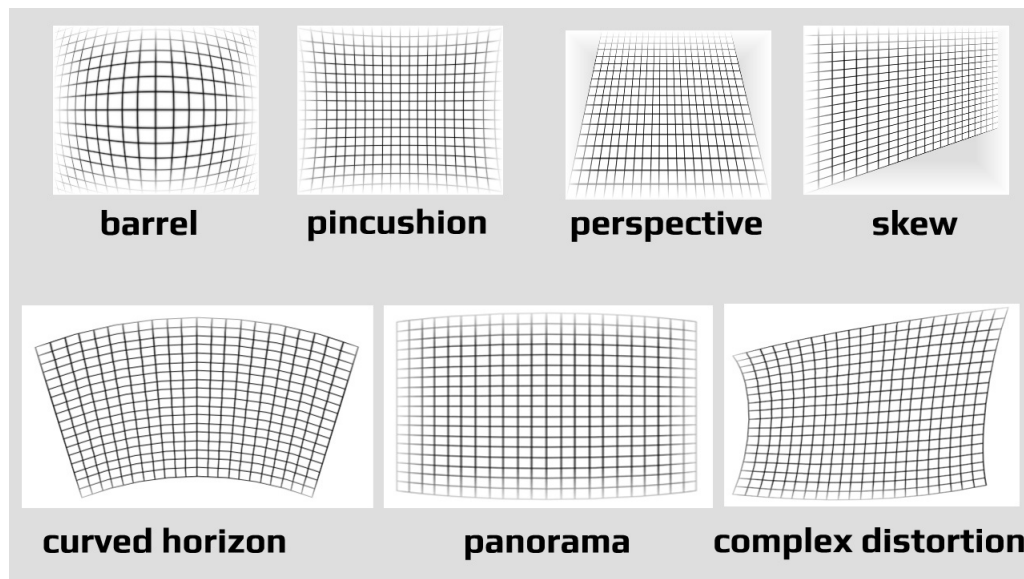 barrel
pincushion
perspective
skew
curved horizon
panorama
complex distortion